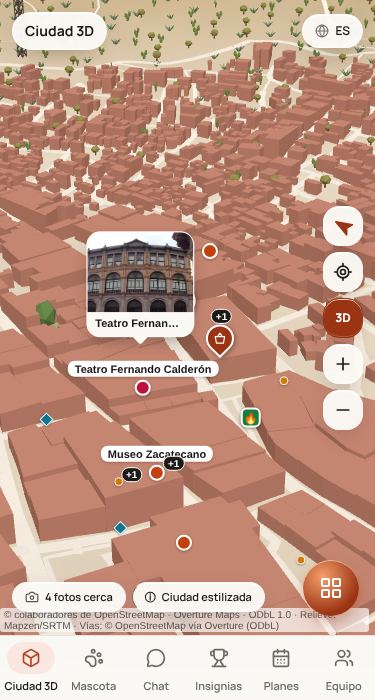 Ciudad 3D
ES
Teatro Fernan...
3D
+1
Teatro Fernando Calderón
Museo Zacatecano
+1
+1
4 fotos cerca
Ciudad estilizada
© colaboradores de OpenStreetMap · Overture Maps · ODbL 1.0 · Relieve:
Mapzen/SRTM · Vías: © OpenStreetMap vía Overture (ODbL)
Ciudad 3D
Mascota
Chat
Insignias
Planes
Equipo